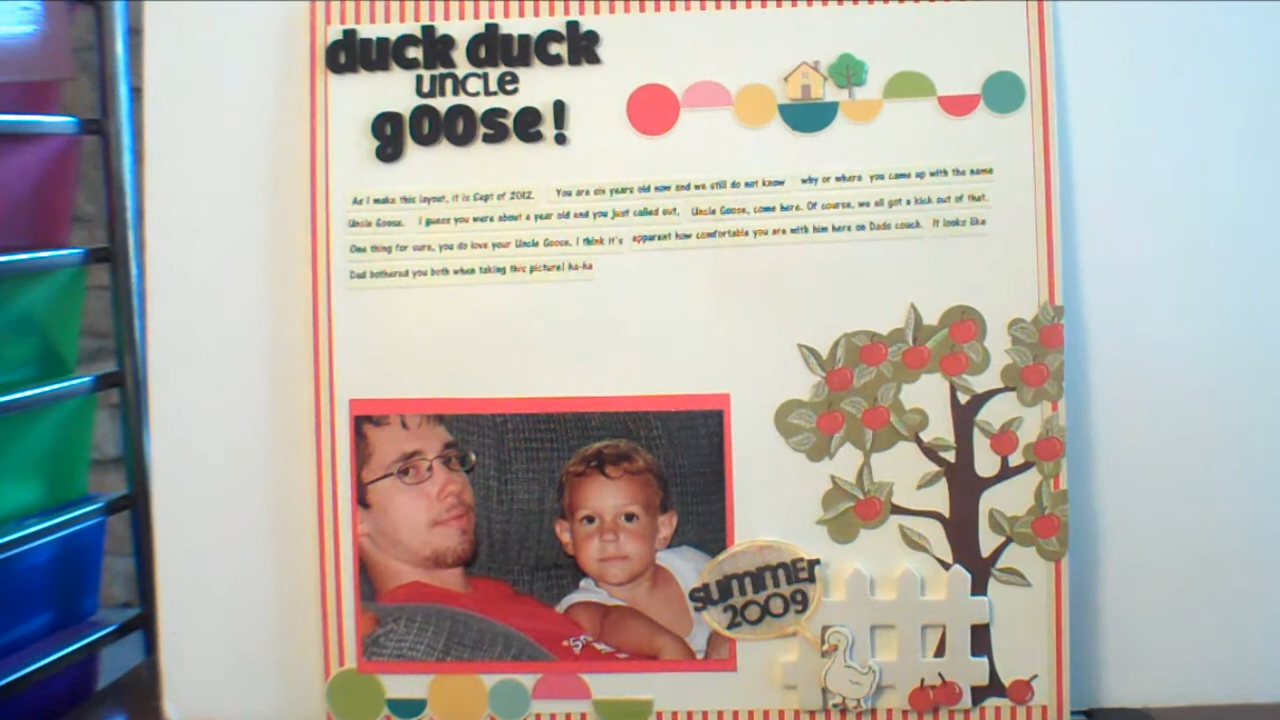 duck duck
uncle
goose!
As I make this layout, it is Sept of 2012. You are six years old now and we still do not know why or where you came up with the name
Uncle Goose. I guess you were about a year old and you just called out, Uncle Goose, come here. Of course, we all got a kick out of that.
One thing for sure, you do love your Uncle Goose. I think it's apparent how comfortable you are with him here on Dads couch. It looks like
Dad bothered you both when taking this picture! ha-ha
summer
2009